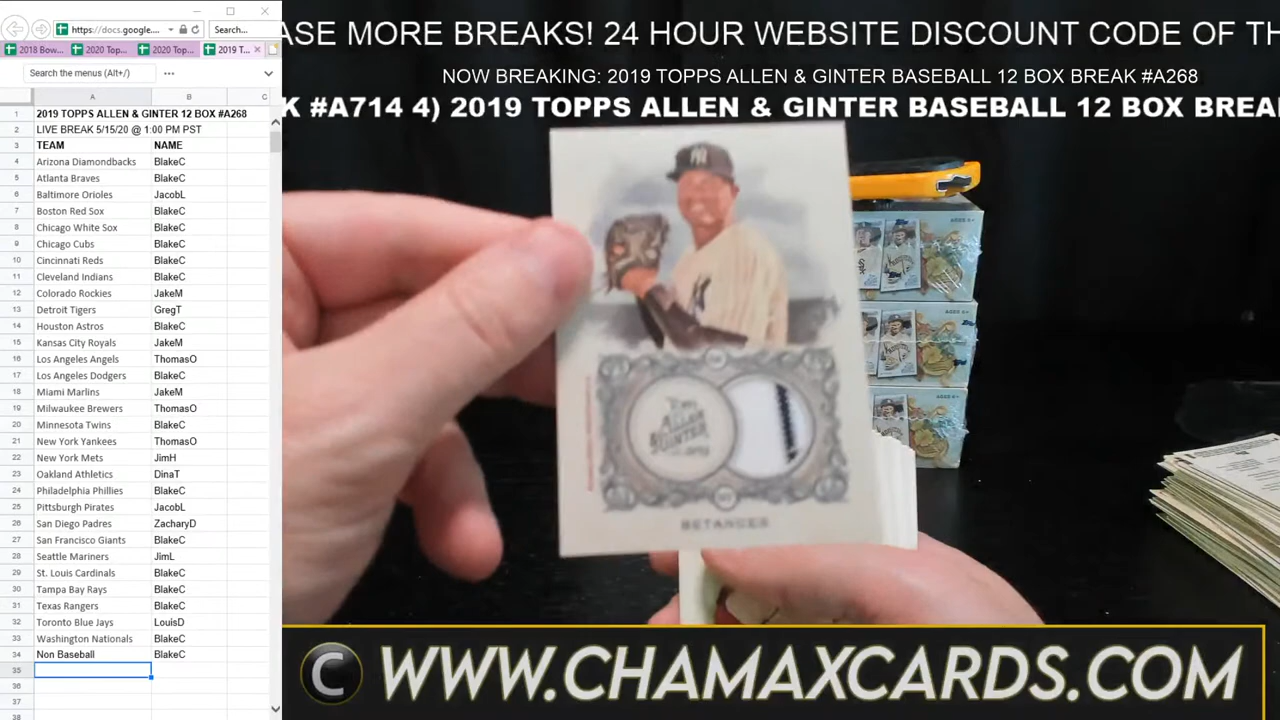 https://docs.google....
Search...
2018 Bow...
2020 Top...
2020 Top...
2019 T...
Search the menus (Alt+/)
A B C
1 2019 TOPPS ALLEN & GINTER 12 BOX #A268
2 LIVE BREAK 5/15/20 @ 1:00 PM PST
3 TEAM NAME
4 Arizona Diamondbacks BlakeC
5 Atlanta Braves BlakeC
6 Baltimore Orioles JacobL
7 Boston Red Sox BlakeC
8 Chicago White Sox BlakeC
9 Chicago Cubs BlakeC
10 Cincinnati Reds BlakeC
11 Cleveland Indians BlakeC
12 Colorado Rockies JakeM
13 Detroit Tigers GregT
14 Houston Astros BlakeC
15 Kansas City Royals JakeM
16 Los Angeles Angels ThomasO
17 Los Angeles Dodgers BlakeC
18 Miami Marlins JakeM
19 Milwaukee Brewers ThomasO
20 Minnesota Twins BlakeC
21 New York Yankees ThomasO
22 New York Mets JimH
23 Oakland Athletics DinaT
24 Philadelphia Phillies BlakeC
25 Pittsburgh Pirates JacobL
26 San Diego Padres ZacharyD
27 San Francisco Giants BlakeC
28 Seattle Mariners JimL
29 St. Louis Cardinals BlakeC
30 Tampa Bay Rays BlakeC
31 Texas Rangers BlakeC
32 Toronto Blue Jays LouisD
33 Washington Nationals BlakeC
34 Non Baseball BlakeC
35
36
37
38
ASE MORE BREAKS! 24 HOUR WEBSITE DISCOUNT CODE OF TH
NOW BREAKING: 2019 TOPPS ALLEN & GINTER BASEBALL 12 BOX BREAK #A268
K #A714 4) 2019 TOPPS ALLEN & GINTER BASEBALL 12 BOX BREA
Topps
Allen
& Ginter
BETANCES
C WWW.CHAMAXCARDS.COM